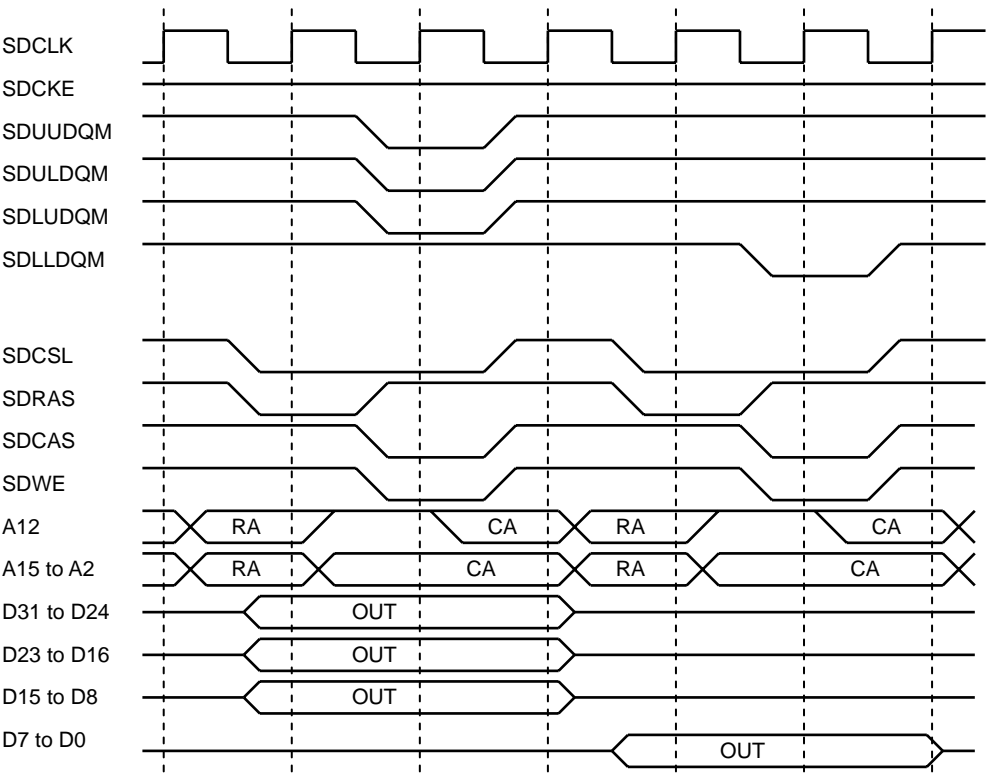 SDCLK
SDCKE
SDUUDQM
SDULDQM
SDLUDQM
SDLLDQM
SDCSL
SDRAS
SDCAS
SDWE
A12 RA CA RA CA
A15 to A2 RA CA RA CA
D31 to D24 OUT
D23 to D16 OUT
D15 to D8 OUT
D7 to D0 OUT